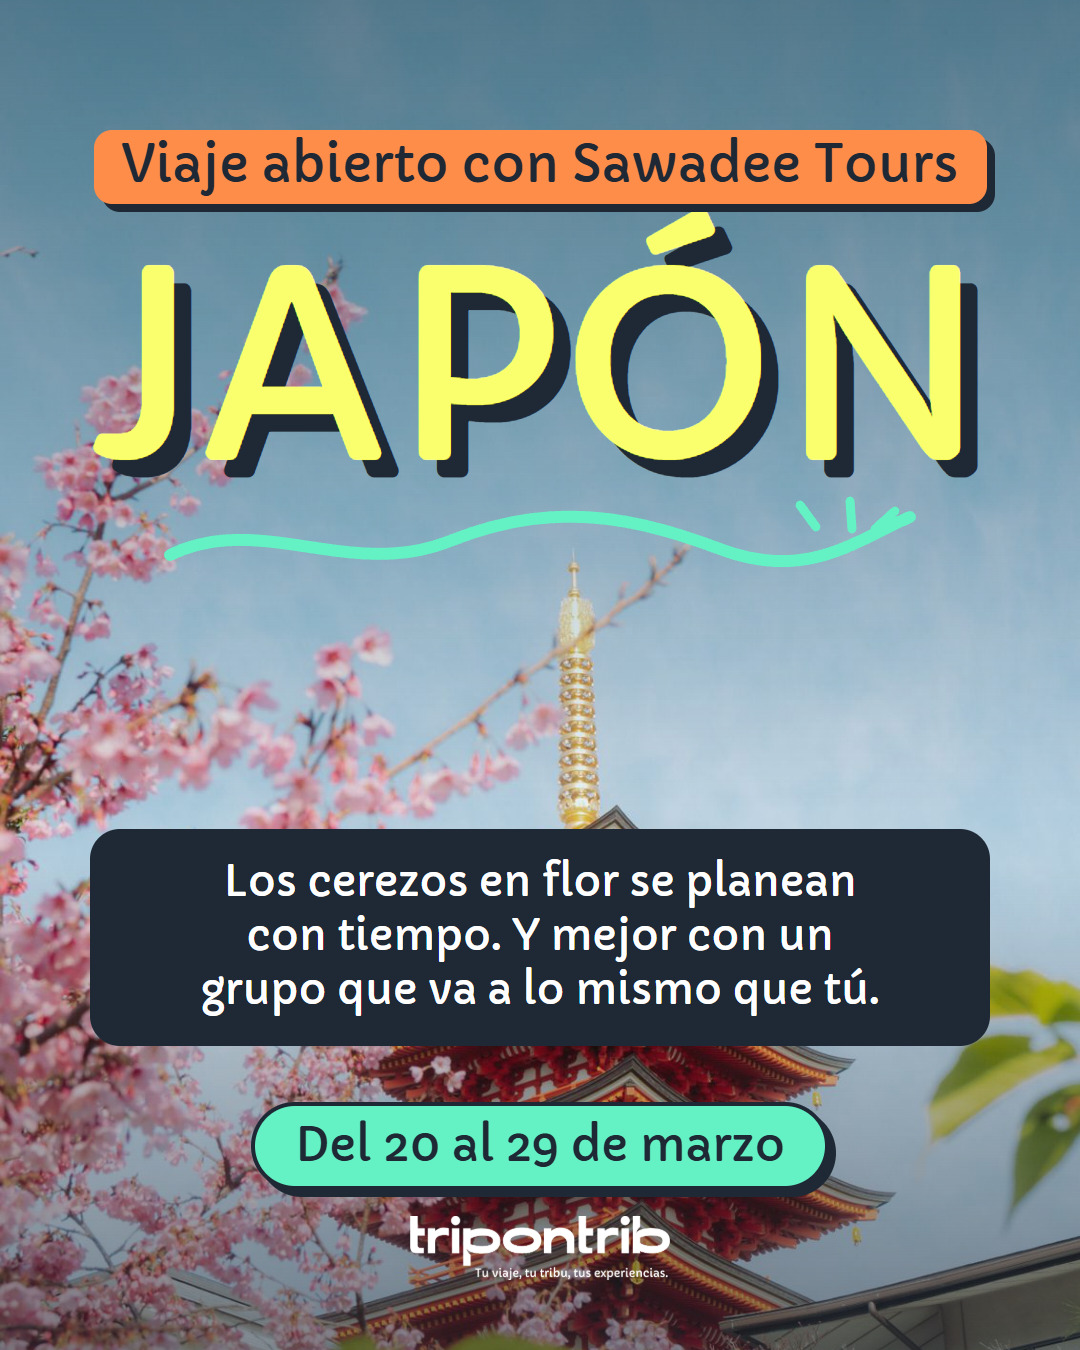 Viaje abierto con Sawadee Tours
JAPÓN
Los cerezos en flor se planean
con tiempo. Y mejor con un
grupo que va a lo mismo que tú.
Del 20 al 29 de marzo
tripontrib
Tu viaje, tu tribu, tus experiencias.